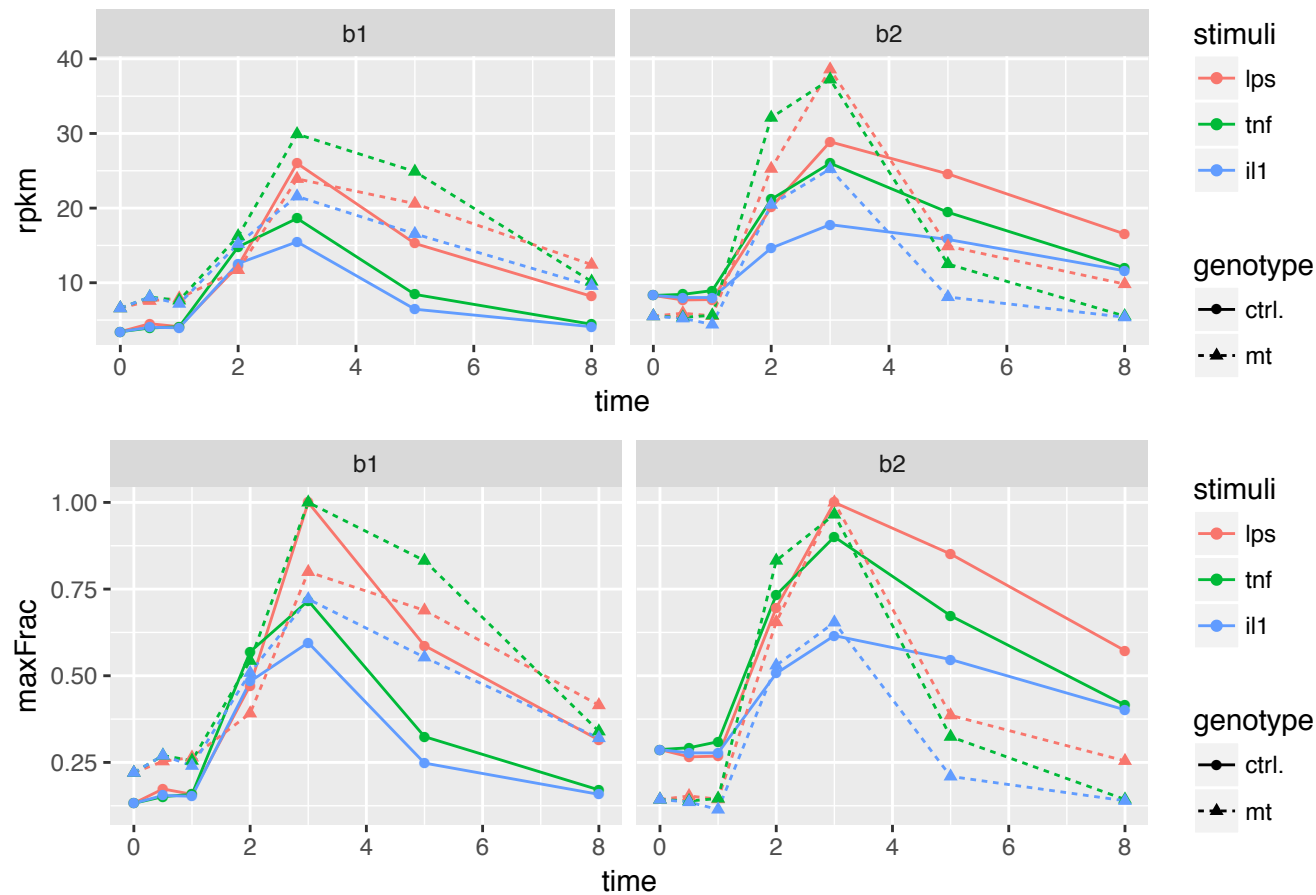 b1 b2
40
30
20
10
rpkm
0 2 4 6 8 0 2 4 6 8
time
stimuli
lps
tnf
il1
genotype
ctrl.
mt
b1 b2
1.00
0.75
0.50
0.25
maxFrac
0 2 4 6 8 0 2 4 6 8
time
stimuli
lps
tnf
il1
genotype
ctrl.
mt